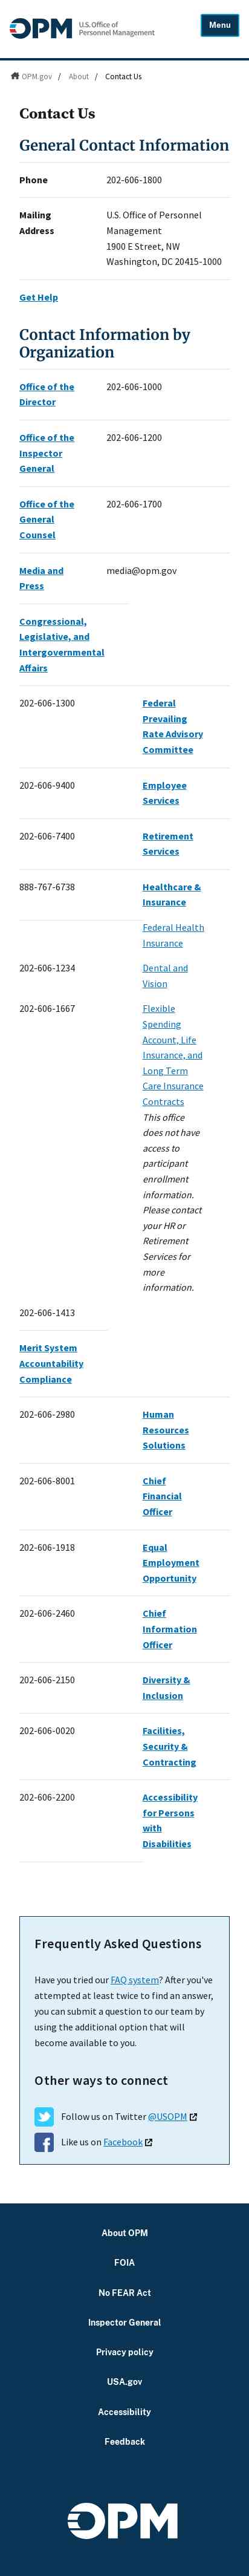 OPM
U.S. Office of
Personnel Management
Menu
OPM.gov / About / Contact Us
Contact Us
General Contact Information
Phone 202-606-1800
Mailing U.S. Office of Personnel
Address Management
1900 E Street, NW
Washington, DC 20415-1000
Get Help
Contact Information by
Organization
Office of the 202-606-1000
Director
Office of the 202-606-1200
Inspector
General
Office of the 202-606-1700
General
Counsel
Media and media@opm.gov
Press
Congressional,
Legislative, and
Intergovernmental
Affairs
202-606-1300 Federal
Prevailing
Rate Advisory
Committee
202-606-9400 Employee
Services
202-606-7400 Retirement
Services
888-767-6738 Healthcare &
Insurance
Federal Health
Insurance
202-606-1234 Dental and
Vision
202-606-1667 Flexible
Spending
Account, Life
Insurance, and
Long Term
Care Insurance
Contracts
This office
does not have
access to
participant
enrollment
information.
Please contact
your HR or
Retirement
Services for
more
information.
202-606-1413
Merit System
Accountability
Compliance
202-606-2980 Human
Resources
Solutions
202-606-8001 Chief
Financial
Officer
202-606-1918 Equal
Employment
Opportunity
202-606-2460 Chief
Information
Officer
202-606-2150 Diversity &
Inclusion
202-606-0020 Facilities,
Security &
Contracting
202-606-2200 Accessibility
for Persons
with
Disabilities
Frequently Asked Questions
Have you tried our FAQ system? After you've
attempted at least twice to find an answer,
you can submit a question to our team by
using the additional option that will
become available to you.
Other ways to connect
Follow us on Twitter @USOPM
Like us on Facebook
About OPM
FOIA
No FEAR Act
Inspector General
Privacy policy
USA.gov
Accessibility
Feedback
OPM